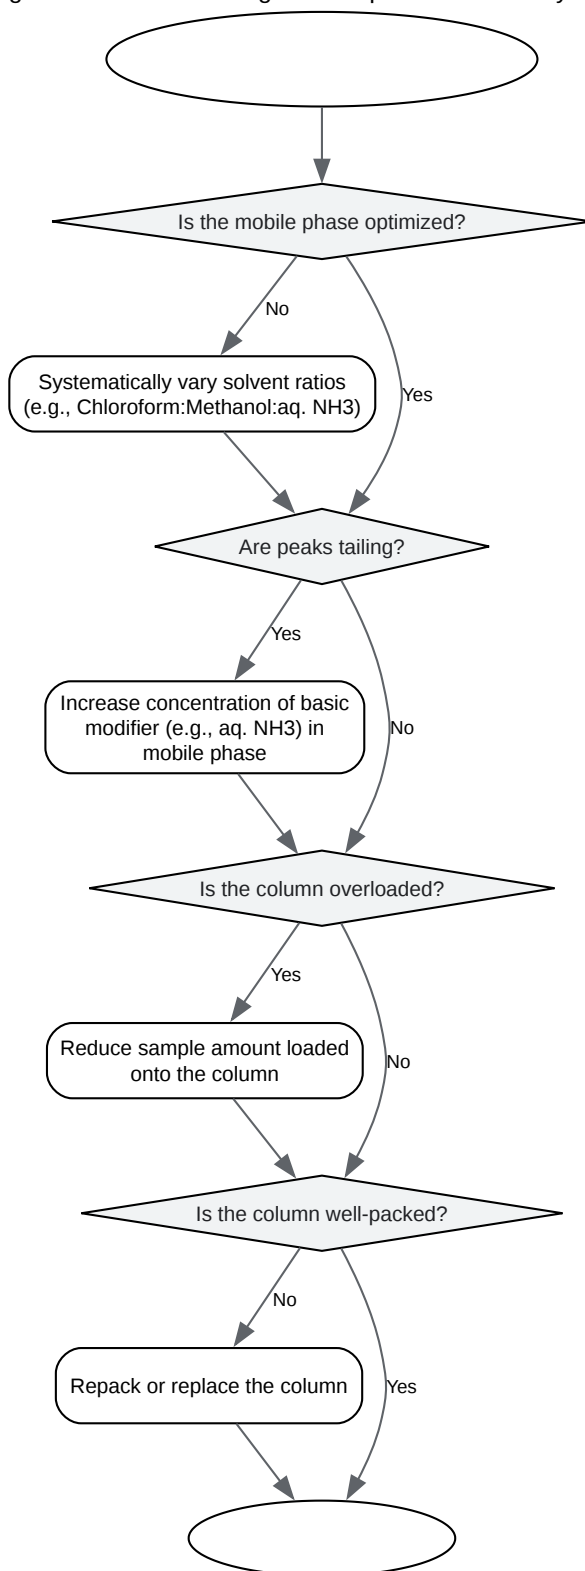 Is the mobile phase optimized?
No
Systematically vary solvent ratios
(e.g., Chloroform:Methanol:aq. NH3)
Yes
Are peaks tailing?
Yes
Increase concentration of basic
modifier (e.g., aq. NH3) in
mobile phase
No
Is the column overloaded?
Yes
Reduce sample amount loaded
onto the column
No
Is the column well-packed?
No
Repack or replace the column
Yes